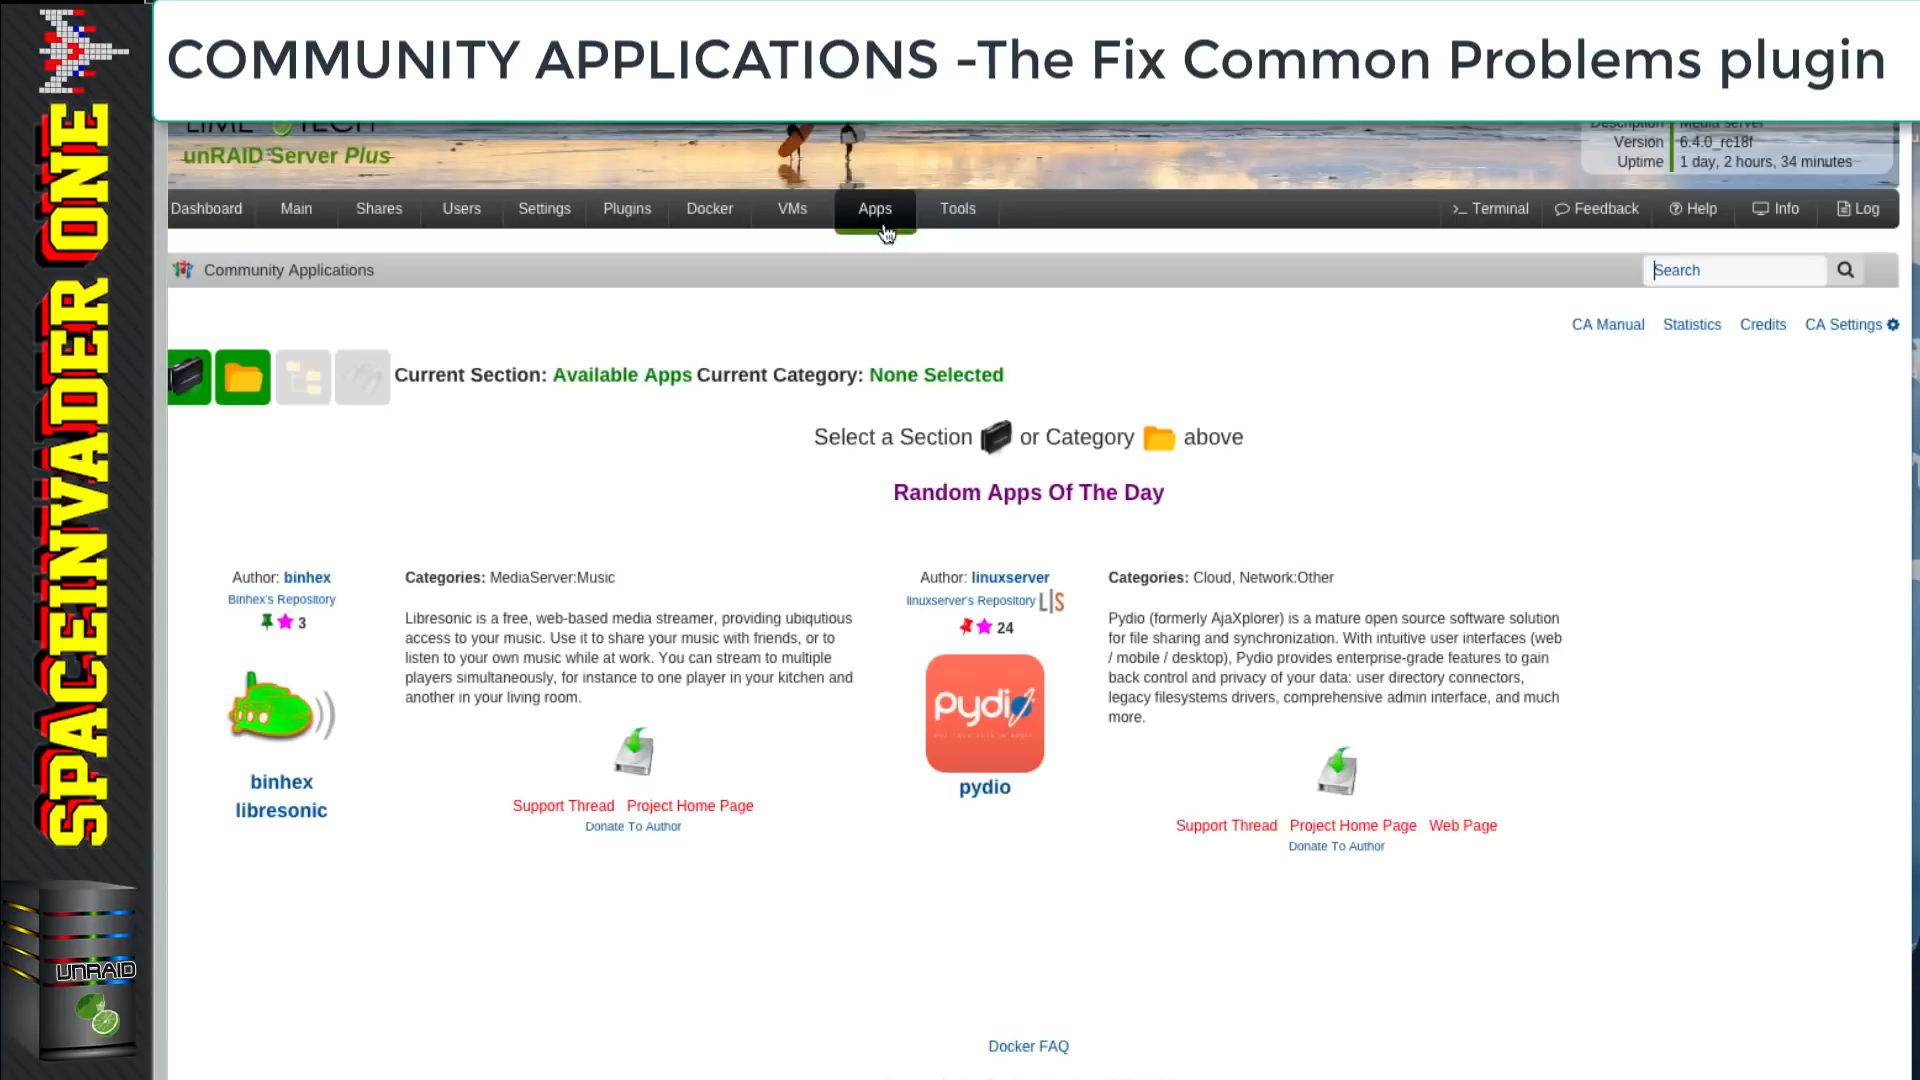 COMMUNITY APPLICATIONS -The Fix Common Problems plugin
SPACEINVADER ONE
LIME TECH
unRAID Server Plus
Description Media server
Version 6.4.0_rc18f
Uptime 1 day, 2 hours, 34 minutes
Dashboard Main Shares Users Settings Plugins Docker VMs Apps Tools >_ Terminal Feedback Help Info Log
Community Applications
Search
CA Manual Statistics Credits CA Settings
Current Section: Available Apps Current Category: None Selected
Select a Section or Category above
Random Apps Of The Day
Author: binhex
Binhex's Repository
3
binhex
libresonic
Categories: MediaServer:Music
Libresonic is a free, web-based media streamer, providing ubiqutious
access to your music. Use it to share your music with friends, or to
listen to your own music while at work. You can stream to multiple
players simultaneously, for instance to one player in your kitchen and
another in your living room.
Support Thread Project Home Page
Donate To Author
Author: linuxserver
linuxserver's Repository L|S
24
pydio
pydio
Categories: Cloud, Network:Other
Pydio (formerly AjaXplorer) is a mature open source software solution
for file sharing and synchronization. With intuitive user interfaces (web
/ mobile / desktop), Pydio provides enterprise-grade features to gain
back control and privacy of your data: user directory connectors,
legacy filesystems drivers, comprehensive admin interface, and much
more.
Support Thread Project Home Page Web Page
Donate To Author
Docker FAQ
UNRAID